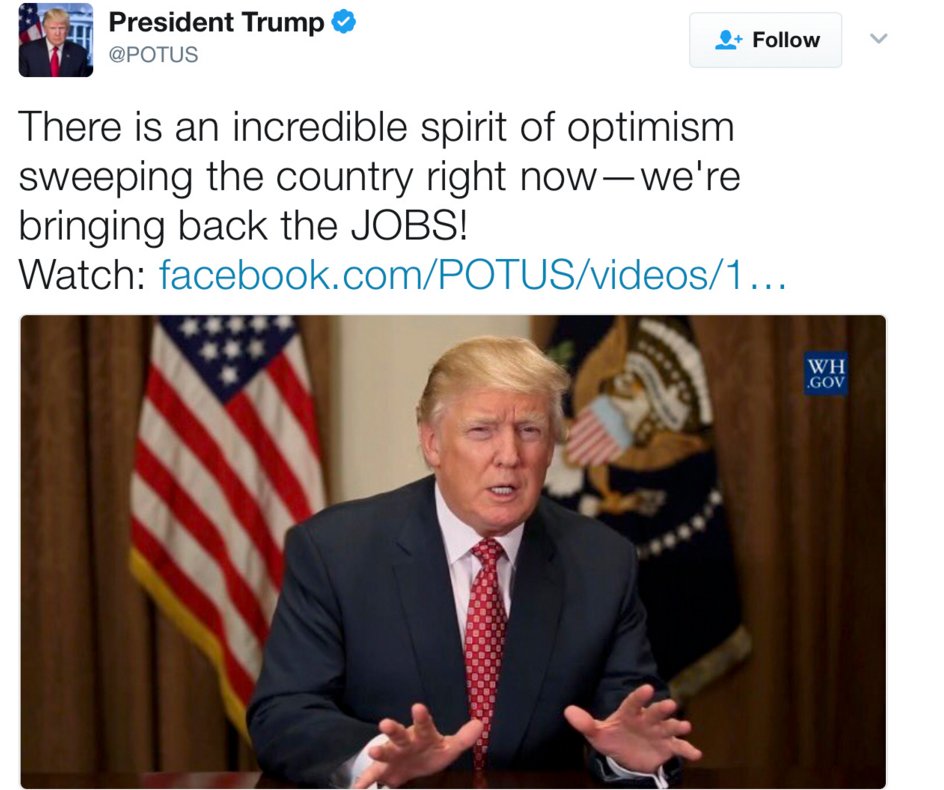 President Trump
@POTUS
Follow
There is an incredible spirit of optimism
sweeping the country right now—we're
bringing back the JOBS!
Watch: facebook.com/POTUS/videos/1…
WH
.GOV